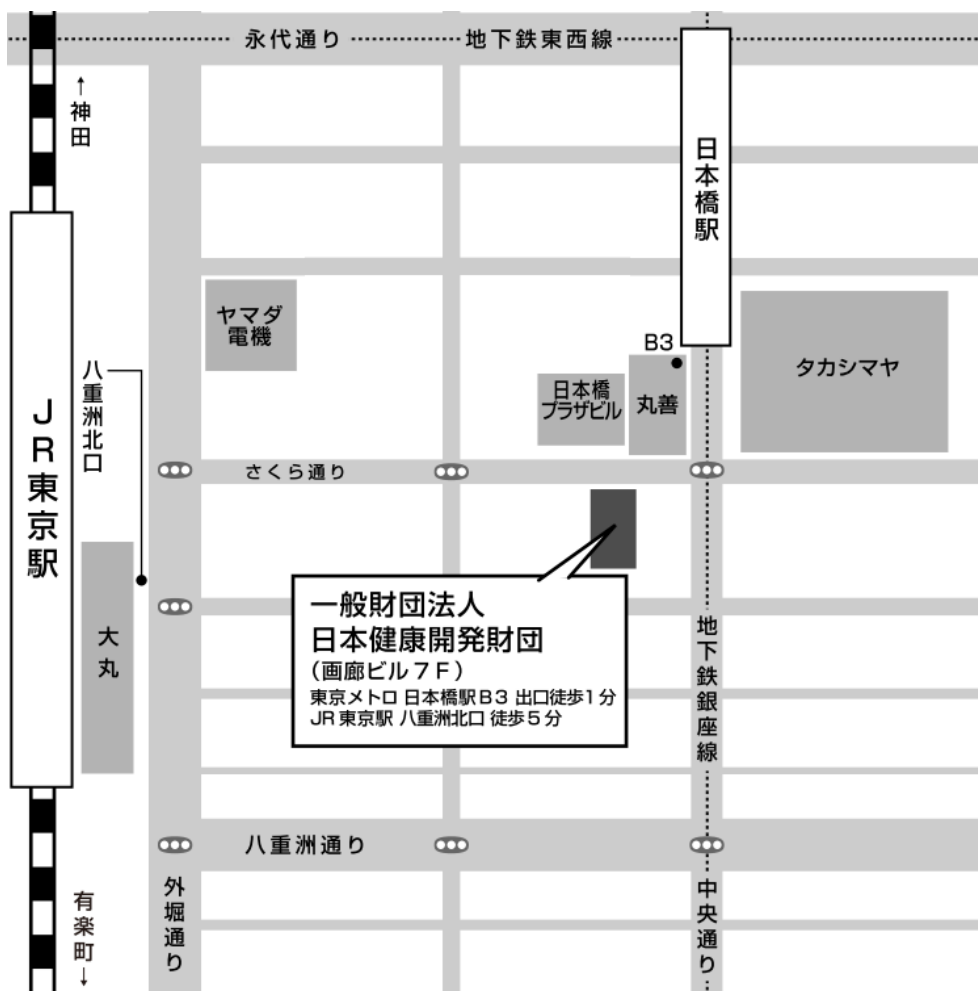 永代通り
地下鉄東西線
↑神田
日本橋駅
ヤマダ
電機
B3
タカシマヤ
八重洲北口
日本橋
プラザビル
丸善
JR東京駅
さくら通り
大丸
一般財団法人
日本健康開発財団
(画廊ビル7F)
東京メトロ 日本橋駅B3 出口徒歩1分
JR東京駅 八重洲北口 徒歩5分
地下鉄銀座線
八重洲通り
外堀通り
中央通り
有楽町↓